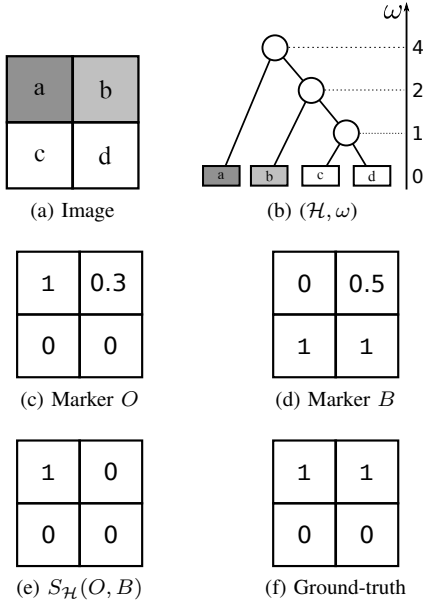 ω
a b
c d
4
2
1
0
a b c d
(a) Image
(b) (ℋ, ω)
1 0.3
0 0
0 0.5
1 1
(c) Marker O
(d) Marker B
1 0
0 0
1 1
0 0
(e) Sℋ(O, B)
(f) Ground-truth